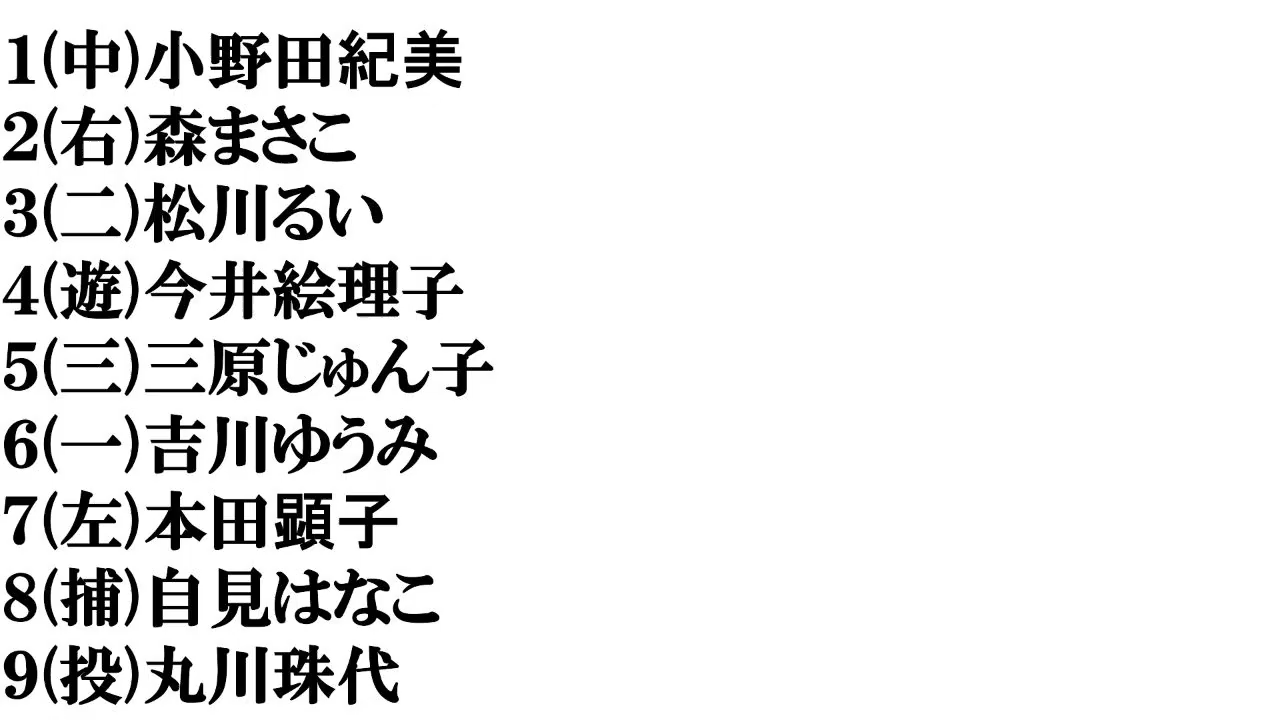 1(中)小野田紀美
2(右)森まさこ
3(二)松川るい
4(遊)今井絵理子
5(三)三原じゅん子
6(一)吉川ゆうみ
7(左)本田顕子
8(捕)自見はなこ
9(投)丸川珠代